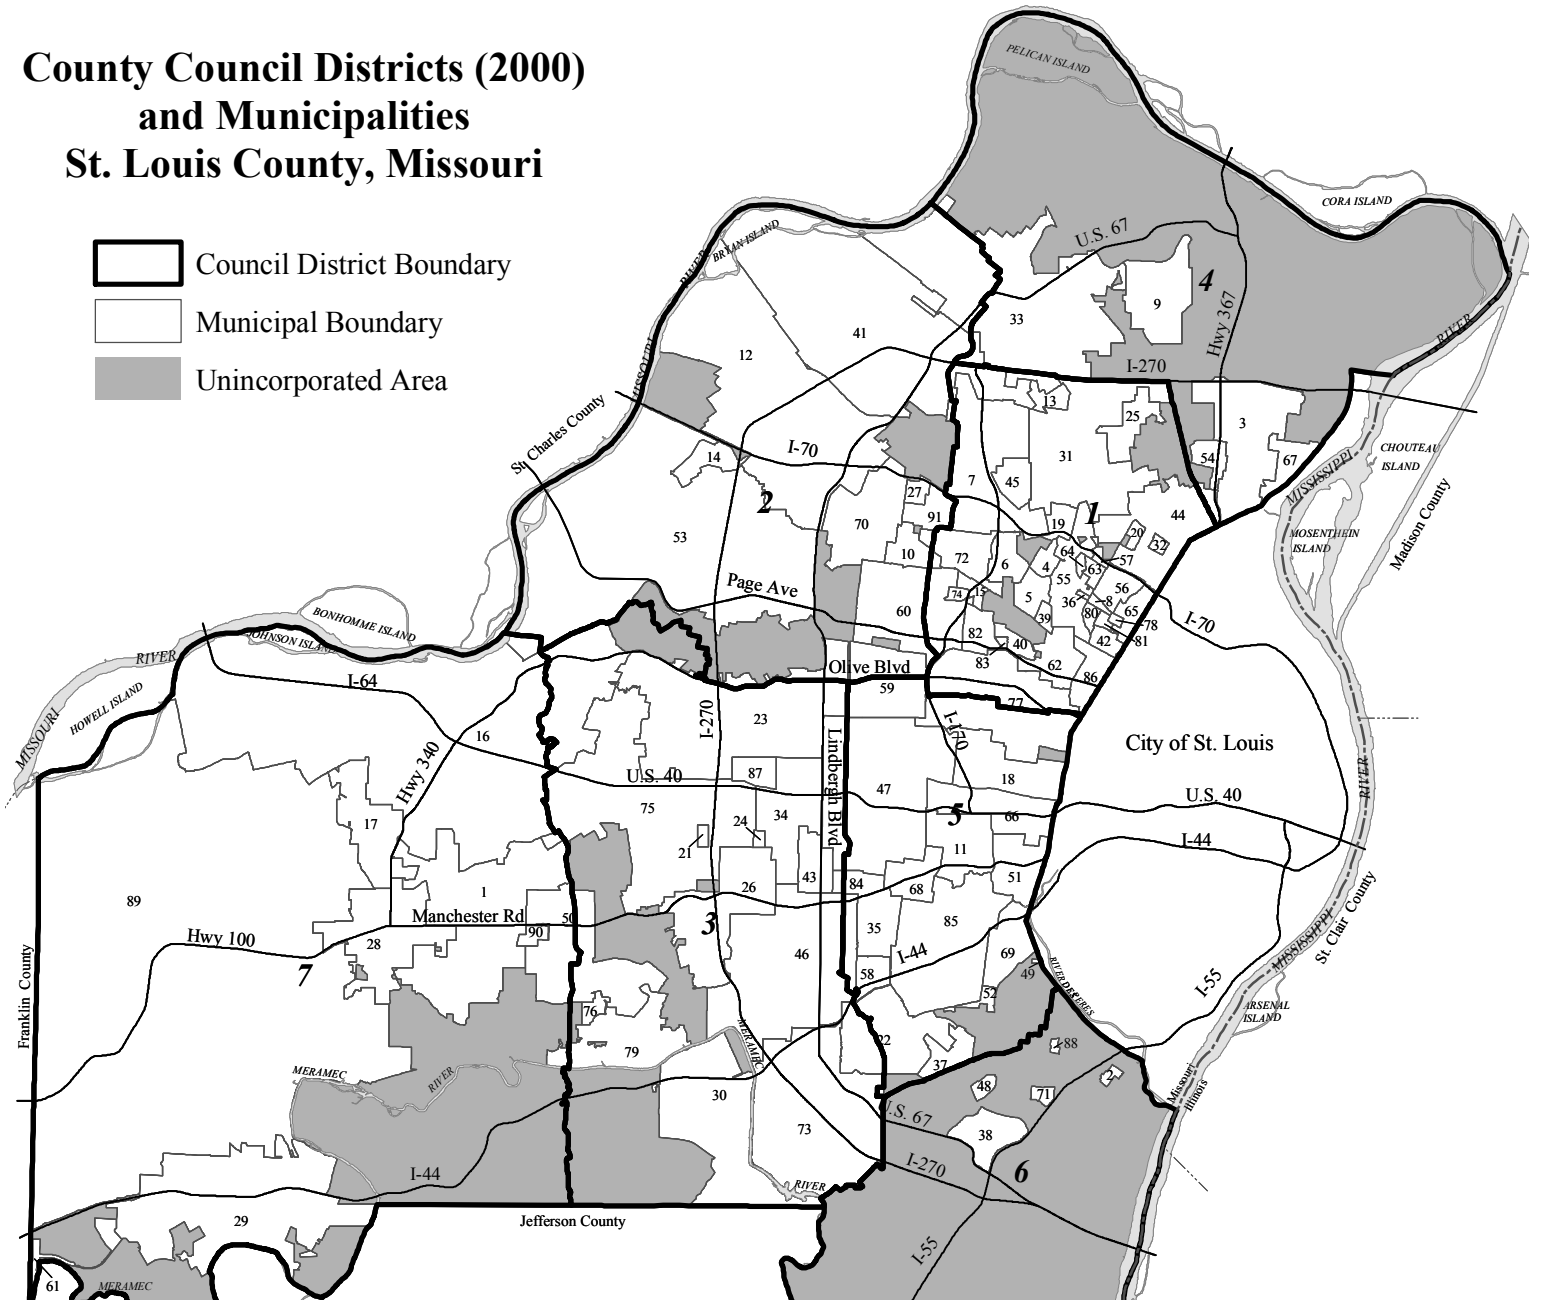 County Council Districts (2000)
and Municipalities
St. Louis County, Missouri
Council District Boundary
Municipal Boundary
Unincorporated Area
PELICAN ISLAND
CORA ISLAND
U.S. 67
4
Hwy 367
9
33
I-270
RIVER
BRYAN ISLAND
RIVER
MISSOURI
41
12
St. Charles County
13
25
3
31
54
67
CHOUTEAU
ISLAND
MISSISSIPPI
MOSENTHEIN
ISLAND
Madison County
14
I-70
2
7
45
27
91
70
53
10
1
19
44
20
32
72
6
4
64
63
57
55
56
5
36
8
65
80
78
39
74
15
60
82
40
42
81
83
62
86
I-70
Page Ave
BONHOMME ISLAND
JOHNSON ISLAND
RIVER
HOWELL ISLAND
MISSOURI
I-64
Olive Blvd
59
77
16
Hwy 340
I-270
23
Lindbergh Blvd
I-170
City of St. Louis
U.S. 40
87
47
18
U.S. 40
RIVER
75
5
66
17
24
34
21
11
I-44
1
26
43
84
68
51
89
Manchester Rd
50
90
3
35
85
Hwy 100
28
7
46
I-44
58
69
49
52
RIVER DES PERES
I-55
MISSISSIPPI
St. Clair County
ARSENAL
ISLAND
Franklin County
76
79
MERAMEC
22
37
88
2
48
71
MERAMEC
RIVER
30
73
U.S. 67
38
Missouri
Illinois
I-44
RIVER
I-270
6
29
Jefferson County
I-55
61
MERAMEC